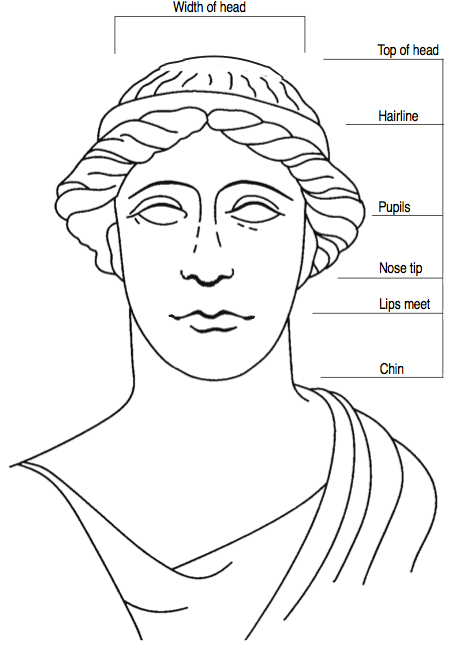 Width of head
Top of head
Hairline
Pupils
Nose tip
Lips meet
Chin